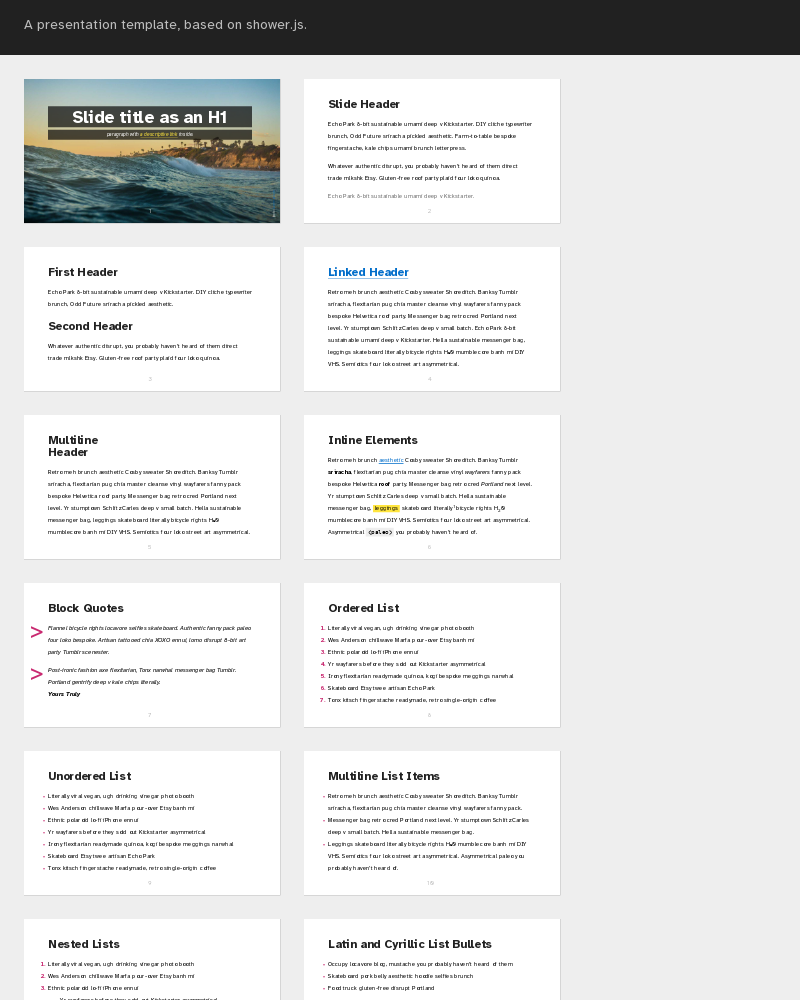 A presentation template, based on shower.js.
Slide title as an H1
paragraph with a descriptive link inside
1
Slide Header
Echo Park 8-bit sustainable umami deep v Kickstarter. DIY cliche typewriter
brunch. Odd Future sriracha pickled aesthetic. Farm-to-table bespoke
fingerstache, kale chips umami brunch letterpress.
Whatever authentic disrupt, you probably haven't heard of them direct
trade mlkshk Etsy. Gluten-free roof party plaid four loko quinoa.
Echo Park 8-bit sustainable umami deep v Kickstarter.
2
First Header
Echo Park 8-bit sustainable umami deep v Kickstarter. DIY cliche typewriter
brunch. Odd Future sriracha pickled aesthetic.
Second Header
Whatever authentic disrupt, you probably haven't heard of them direct
trade mlkshk Etsy. Gluten-free roof party plaid four loko quinoa.
3
Linked Header
Retro meh brunch aesthetic Cosby sweater Shoreditch. Banksy Tumblr
sriracha, flexitarian pug chia master cleanse vinyl wayfarers fanny pack
bespoke Helvetica roof party. Messenger bag retro cred Portland next
level. Yr stumptown Schlitz Carles deep v small batch. Echo Park 8-bit
sustainable umami deep v Kickstarter. Hella sustainable messenger bag,
leggings skateboard literally bicycle rights H20 mumblecore banh mi DIY
VHS. Semiotics four loko street art asymmetrical.
4
Multiline
Header
Retro meh brunch aesthetic Cosby sweater Shoreditch. Banksy Tumblr
sriracha, flexitarian pug chia master cleanse vinyl wayfarers fanny pack
bespoke Helvetica roof party. Messenger bag retro cred Portland next
level. Yr stumptown Schlitz Carles deep v small batch. Hella sustainable
messenger bag, leggings skateboard literally bicycle rights H20
mumblecore banh mi DIY VHS. Semiotics four loko street art asymmetrical.
5
Inline Elements
Retro meh brunch aesthetic Cosby sweater Shoreditch. Banksy Tumblr
sriracha, flexitarian pug chia master cleanse vinyl wayfarers fanny pack
bespoke Helvetica roof party. Messenger bag retro cred Portland next level.
Yr stumptown Schlitz Carles deep v small batch. Hella sustainable
messenger bag, leggings skateboard literally bicycle rights H₂0
mumblecore banh mi DIY VHS. Semiotics four loko street art asymmetrical.
Asymmetrical <paleo> you probably haven't heard of.
6
Block Quotes
> Flannel bicycle rights locavore selfies skateboard. Authentic fanny pack paleo
four loko bespoke. Artisan tattooed chia XOXO ennui, lomo disrupt 8-bit art
party Tumblr scenester.
> Post-ironic fashion axe flexitarian, Tonx narwhal messenger bag Tumblr.
Portland gentrify deep v kale chips literally.
Yours Truly
7
Ordered List
1. Literally viral vegan, ugh drinking vinegar photo booth
2. Wes Anderson chillwave Marfa pour-over Etsy banh mi
3. Ethnic polaroid lo-fi iPhone ennui
4. Yr wayfarers before they sold out Kickstarter asymmetrical
5. Irony flexitarian readymade quinoa, kogi bespoke meggings narwhal
6. Skateboard Etsy twee artisan Echo Park
7. Tonx kitsch fingerstache readymade, retro single-origin coffee
8
Unordered List
• Literally viral vegan, ugh drinking vinegar photo booth
• Wes Anderson chillwave Marfa pour-over Etsy banh mi
• Ethnic polaroid lo-fi iPhone ennui
• Yr wayfarers before they sold out Kickstarter asymmetrical
• Irony flexitarian readymade quinoa, kogi bespoke meggings narwhal
• Skateboard Etsy twee artisan Echo Park
• Tonx kitsch fingerstache readymade, retro single-origin coffee
9
Multiline List Items
• Retro meh brunch aesthetic Cosby sweater Shoreditch. Banksy Tumblr
sriracha, flexitarian pug chia master cleanse vinyl wayfarers fanny pack.
• Messenger bag retro cred Portland next level. Yr stumptown Schlitz Carles
deep v small batch. Hella sustainable messenger bag.
• Leggings skateboard literally bicycle rights H20 mumblecore banh mi DIY
VHS. Semiotics four loko street art asymmetrical. Asymmetrical paleo you
probably haven't heard of.
10
Nested Lists
1. Literally viral vegan, ugh drinking vinegar photo booth
2. Wes Anderson chillwave Marfa pour-over Etsy banh mi
3. Ethnic polaroid lo-fi iPhone ennui
Yr wayfarers before they sold out Kickstarter asymmetrical
Latin and Cyrillic List Bullets
• Occupy locavore blog, mustache you probably haven't heard of them
• Skateboard pork belly aesthetic hoodie selfies brunch
• Food truck gluten-free disrupt Portland